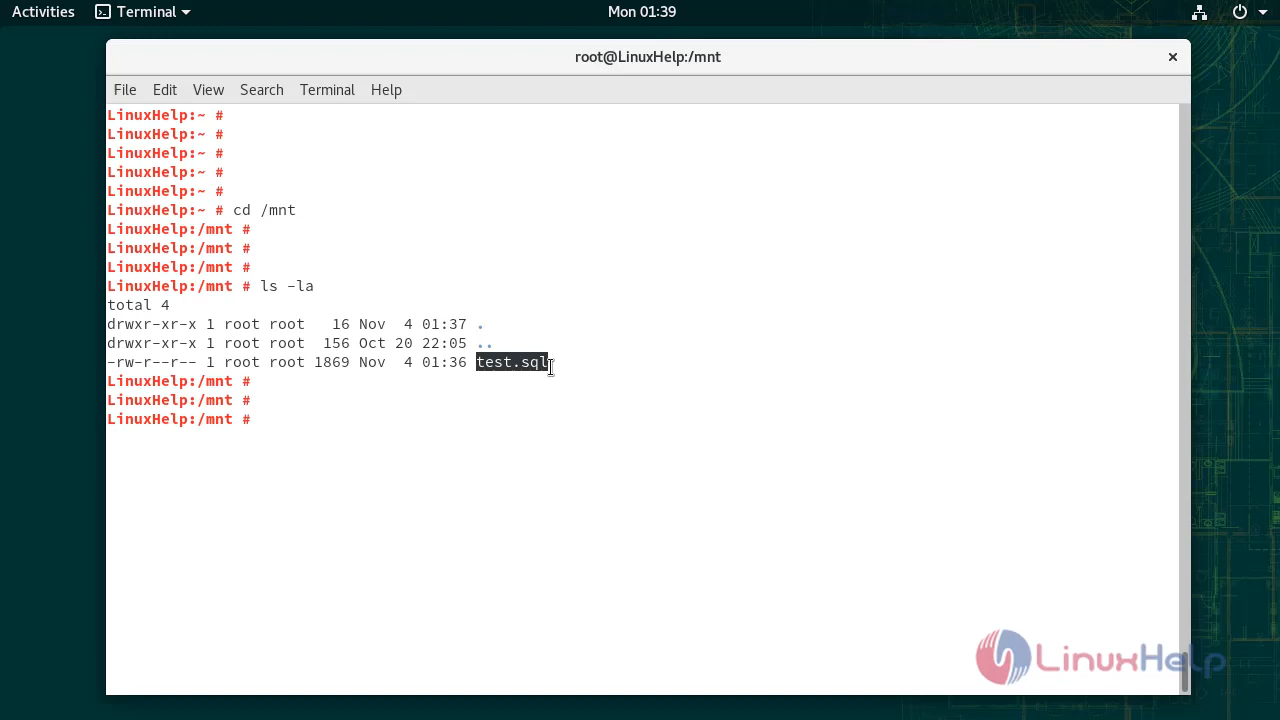 Activities Terminal Mon 01:39
root@LinuxHelp:/mnt
File Edit View Search Terminal Help
LinuxHelp:~ #
LinuxHelp:~ #
LinuxHelp:~ #
LinuxHelp:~ #
LinuxHelp:~ #
LinuxHelp:~ # cd /mnt
LinuxHelp:/mnt #
LinuxHelp:/mnt #
LinuxHelp:/mnt #
LinuxHelp:/mnt # ls -la
total 4
drwxr-xr-x 1 root root   16 Nov  4 01:37 .
drwxr-xr-x 1 root root  156 Oct 20 22:05 ..
-rw-r--r-- 1 root root 1869 Nov  4 01:36 test.sql
LinuxHelp:/mnt #
LinuxHelp:/mnt #
LinuxHelp:/mnt #
LinuxHelp